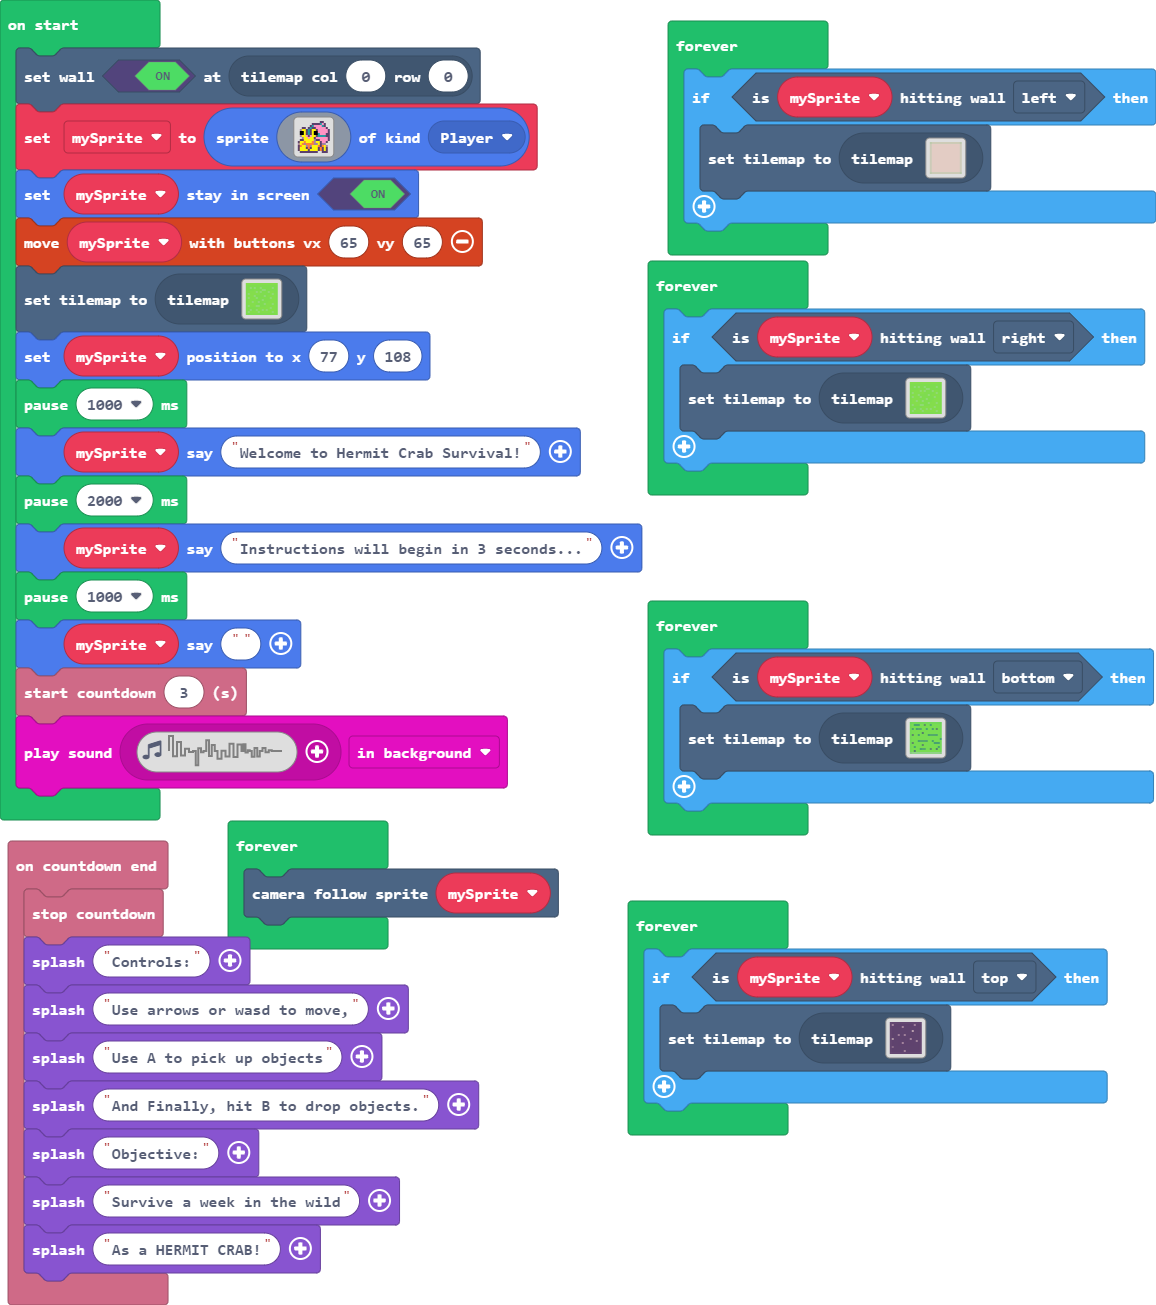 on start
set wall ON at tilemap col 0 row 0
set mySprite to sprite of kind Player
set mySprite stay in screen ON
move mySprite with buttons vx 65 vy 65
set tilemap to tilemap
set mySprite position to x 77 y 108
pause 1000 ms
mySprite say "Welcome to Hermit Crab Survival!"
pause 2000 ms
mySprite say "Instructions will begin in 3 seconds..."
pause 1000 ms
mySprite say " "
start countdown 3 (s)
play sound in background
on countdown end
stop countdown
splash "Controls:"
splash "Use arrows or wasd to move,"
splash "Use A to pick up objects"
splash "And Finally, hit B to drop objects."
splash "Objective:"
splash "Survive a week in the wild"
splash "As a HERMIT CRAB!"
forever
camera follow sprite mySprite
forever
if is mySprite hitting wall left then
set tilemap to tilemap
forever
if is mySprite hitting wall right then
set tilemap to tilemap
forever
if is mySprite hitting wall bottom then
set tilemap to tilemap
forever
if is mySprite hitting wall top then
set tilemap to tilemap